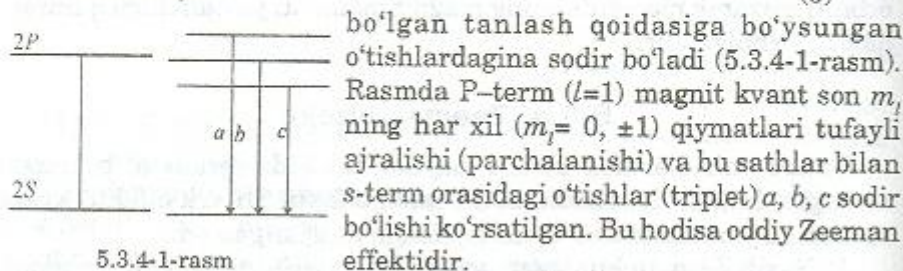 bo‘lgan tanlash qoidasiga bo‘ysungan
o‘tishlardagina sodir bo‘ladi (5.3.4-1-rasm).
Rasmda P–term (l=1) magnit kvant son mₗ
ning har xil (mₗ= 0, ±1) qiymatlari tufayli
ajralishi (parchalanishi) va bu sathlar bilan
s-term orasidagi o‘tishlar (triplet) a, b, c sodir
bo‘lishi ko‘rsatilgan. Bu hodisa oddiy Zeeman
effektidir.
2P
a b c
2S
5.3.4-1-rasm